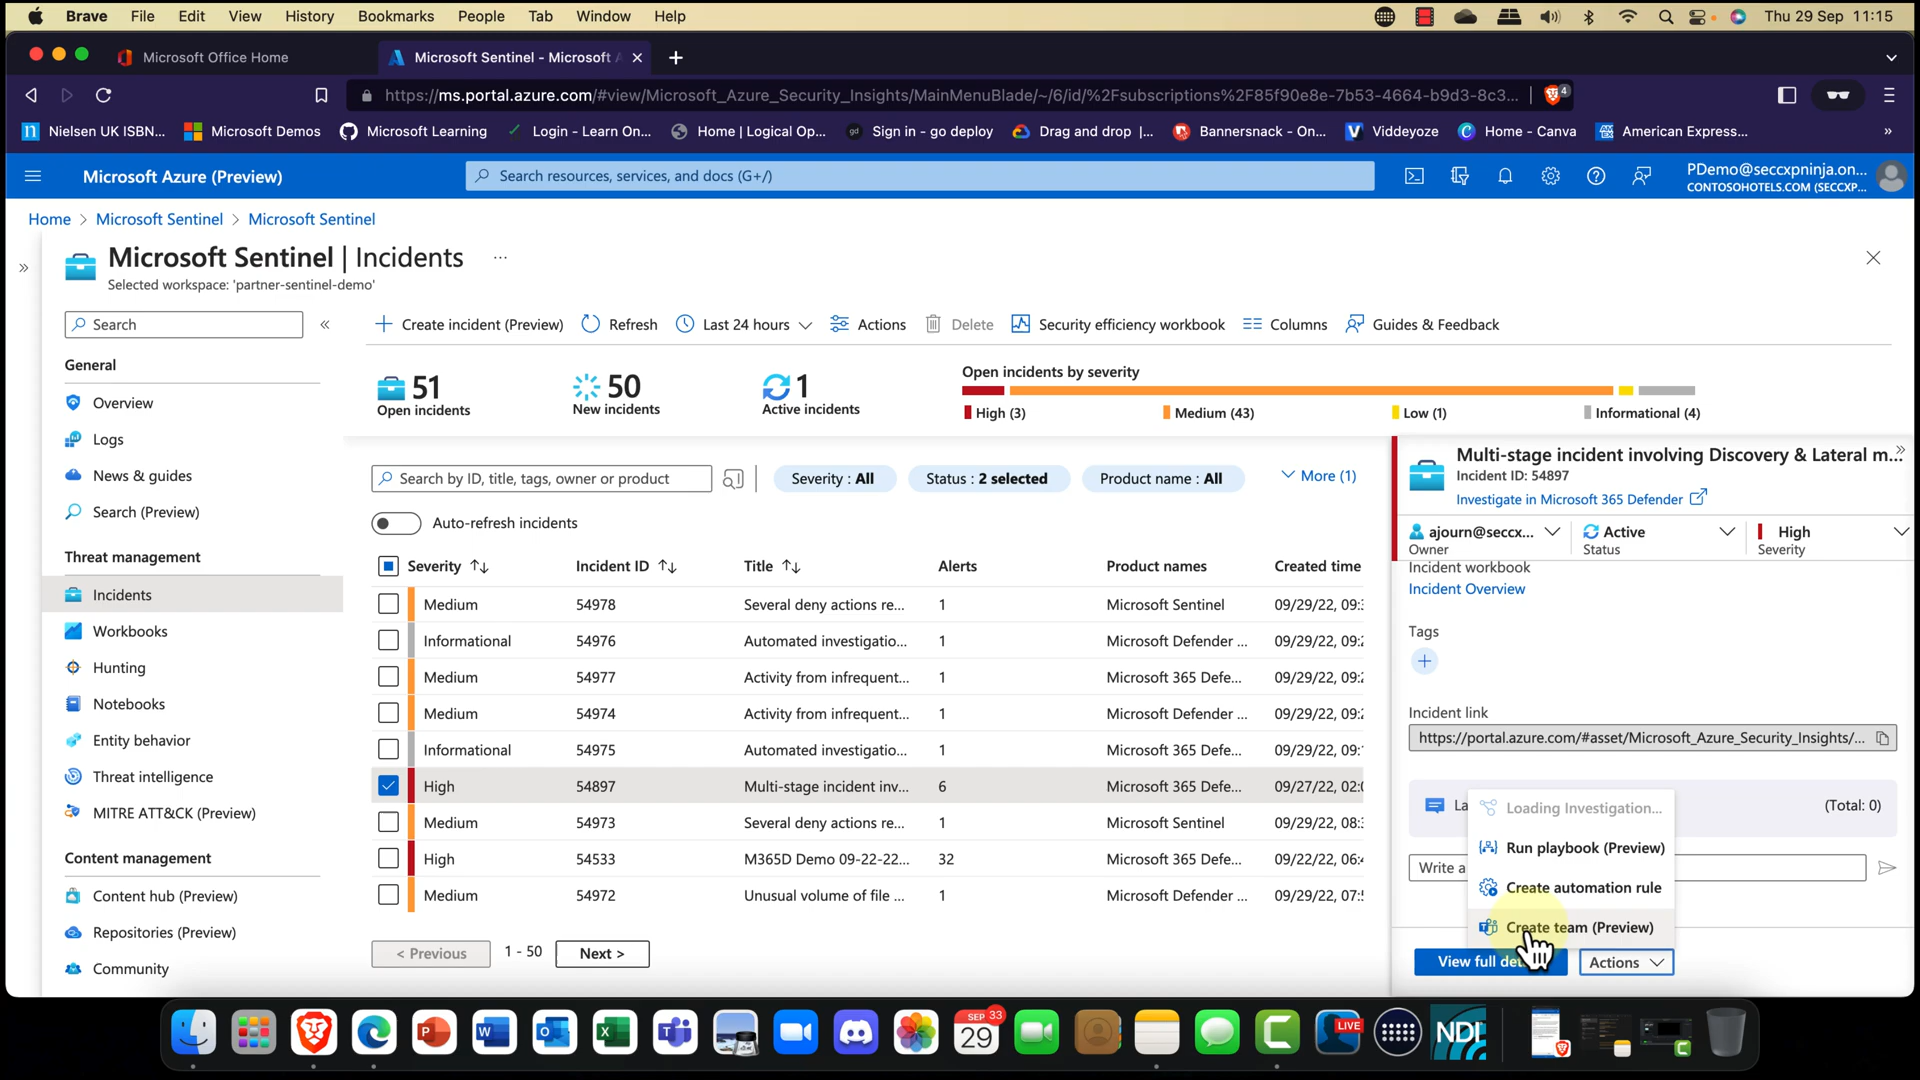 Brave File Edit View History Bookmarks People Tab Window Help Thu 29 Sep 11:15
Microsoft Office Home Microsoft Sentinel - Microsoft A
https://ms.portal.azure.com/#view/Microsoft_Azure_Security_Insights/MainMenuBlade/~/6/id/%2Fsubscriptions%2F85f90e8e-7b53-4664-b9d3-8c3... 4
Nielsen UK ISBN... Microsoft Demos Microsoft Learning Login - Learn On... Home | Logical Op... Sign in - go deploy Drag and drop |... Bannersnack - On... Viddeyoze Home - Canva American Express... »
Microsoft Azure (Preview) Search resources, services, and docs (G+/) PDemo@seccxpninja.on...
CONTOSOHOTELS.COM (SECCXP...
Home > Microsoft Sentinel > Microsoft Sentinel
Microsoft Sentinel | Incidents ...
Selected workspace: 'partner-sentinel-demo'
Search «
Create incident (Preview) Refresh Last 24 hours Actions Delete Security efficiency workbook Columns Guides & Feedback
General
Overview
Logs
News & guides
Search (Preview)
Threat management
Incidents
Workbooks
Hunting
Notebooks
Entity behavior
Threat intelligence
MITRE ATT&CK (Preview)
Content management
Content hub (Preview)
Repositories (Preview)
Community
51
Open incidents
50
New incidents
1
Active incidents
Open incidents by severity
High (3) Medium (43) Low (1) Informational (4)
Search by ID, title, tags, owner or product Severity : All Status : 2 selected Product name : All More (1)
Auto-refresh incidents
Severity Incident ID Title Alerts Product names Created time
Medium 54978 Several deny actions re... 1 Microsoft Sentinel 09/29/22, 09:
Informational 54976 Automated investigatio... 1 Microsoft Defender ... 09/29/22, 09:
Medium 54977 Activity from infrequent... 1 Microsoft 365 Defe... 09/29/22, 09:
Medium 54974 Activity from infrequent... 1 Microsoft Defender ... 09/29/22, 09:
Informational 54975 Automated investigatio... 1 Microsoft 365 Defe... 09/29/22, 09:
High 54897 Multi-stage incident inv... 6 Microsoft 365 Defe... 09/27/22, 02:
Medium 54973 Several deny actions re... 1 Microsoft Sentinel 09/29/22, 08:
High 54533 M365D Demo 09-22-22... 32 Microsoft 365 Defe... 09/22/22, 06:
Medium 54972 Unusual volume of file ... 1 Microsoft Defender ... 09/29/22, 07:
< Previous 1 - 50 Next >
Multi-stage incident involving Discovery & Lateral m...
Incident ID: 54897
Investigate in Microsoft 365 Defender
ajourn@seccx... Active High
Owner Status Severity
Incident workbook
Incident Overview
Tags
Incident link
https://portal.azure.com/#asset/Microsoft_Azure_Security_Insights/...
La (Total: 0)
Write a
Loading Investigation...
Run playbook (Preview)
Create automation rule
Create team (Preview)
View full de Actions
SEP 33
29
LIVE
NDI